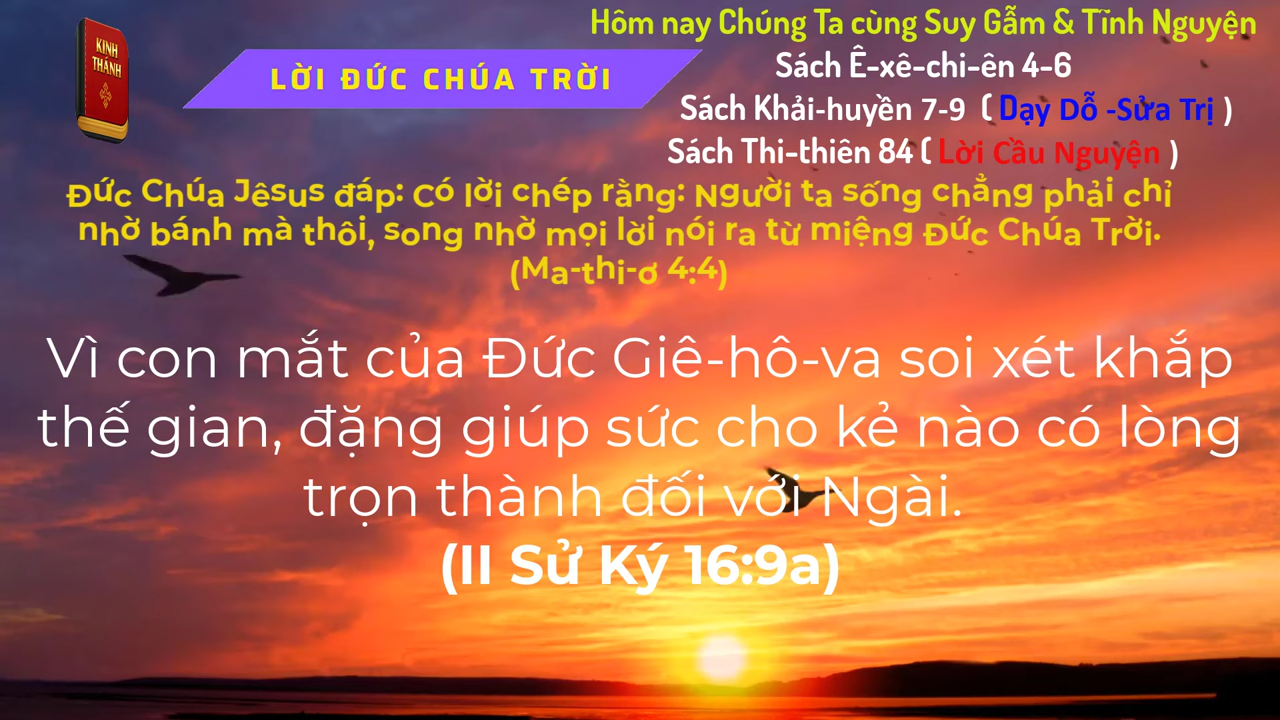 KINH
THÁNH
LỜI ĐỨC CHÚA TRỜI
Hôm nay Chúng Ta cùng Suy Gẫm & Tĩnh Nguyện
Sách Ê-xê-chi-ên 4-6
Sách Khải-huyền 7-9 ( Dạy Dỗ -Sửa Trị )
Sách Thi-thiên 84 ( Lời Cầu Nguyện )
Đức Chúa Jêsus đáp: Có lời chép rằng: Người ta sống chẳng phải chỉ
nhờ bánh mà thôi, song nhờ mọi lời nói ra từ miệng Đức Chúa Trời.
(Ma-thi-ơ 4:4)
Vì con mắt của Đức Giê-hô-va soi xét khắp
thế gian, đặng giúp sức cho kẻ nào có lòng
trọn thành đối với Ngài.
(II Sử Ký 16:9a)